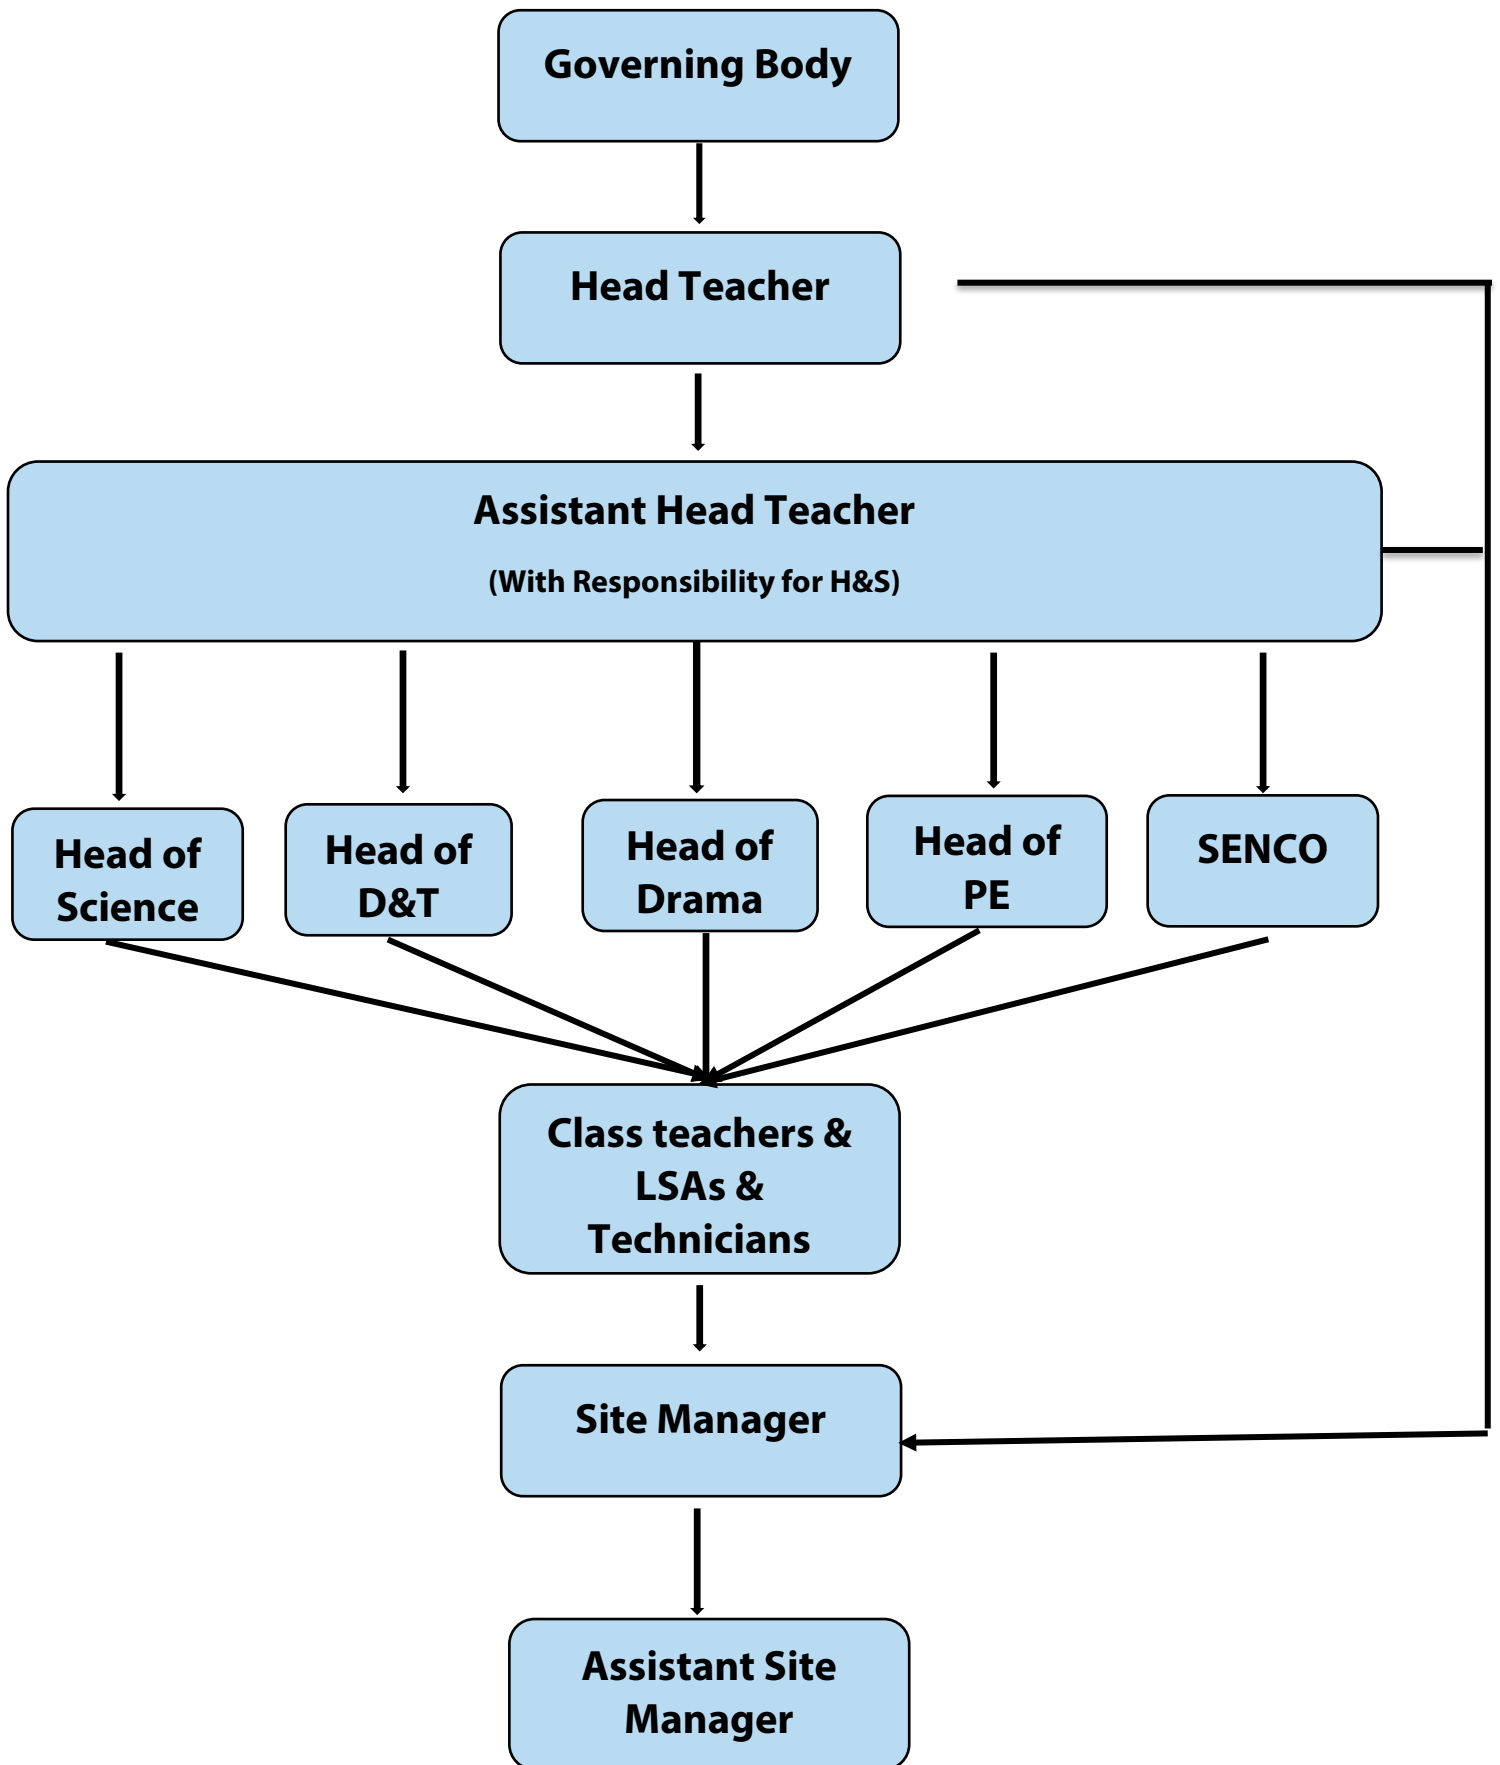 Governing Body
Head Teacher
Assistant Head Teacher
(With Responsibility for H&S)
Head of
Science
Head of
D&T
Head of
Drama
Head of
PE
SENCO
Class teachers &
LSAs &
Technicians
Site Manager
Assistant Site
Manager